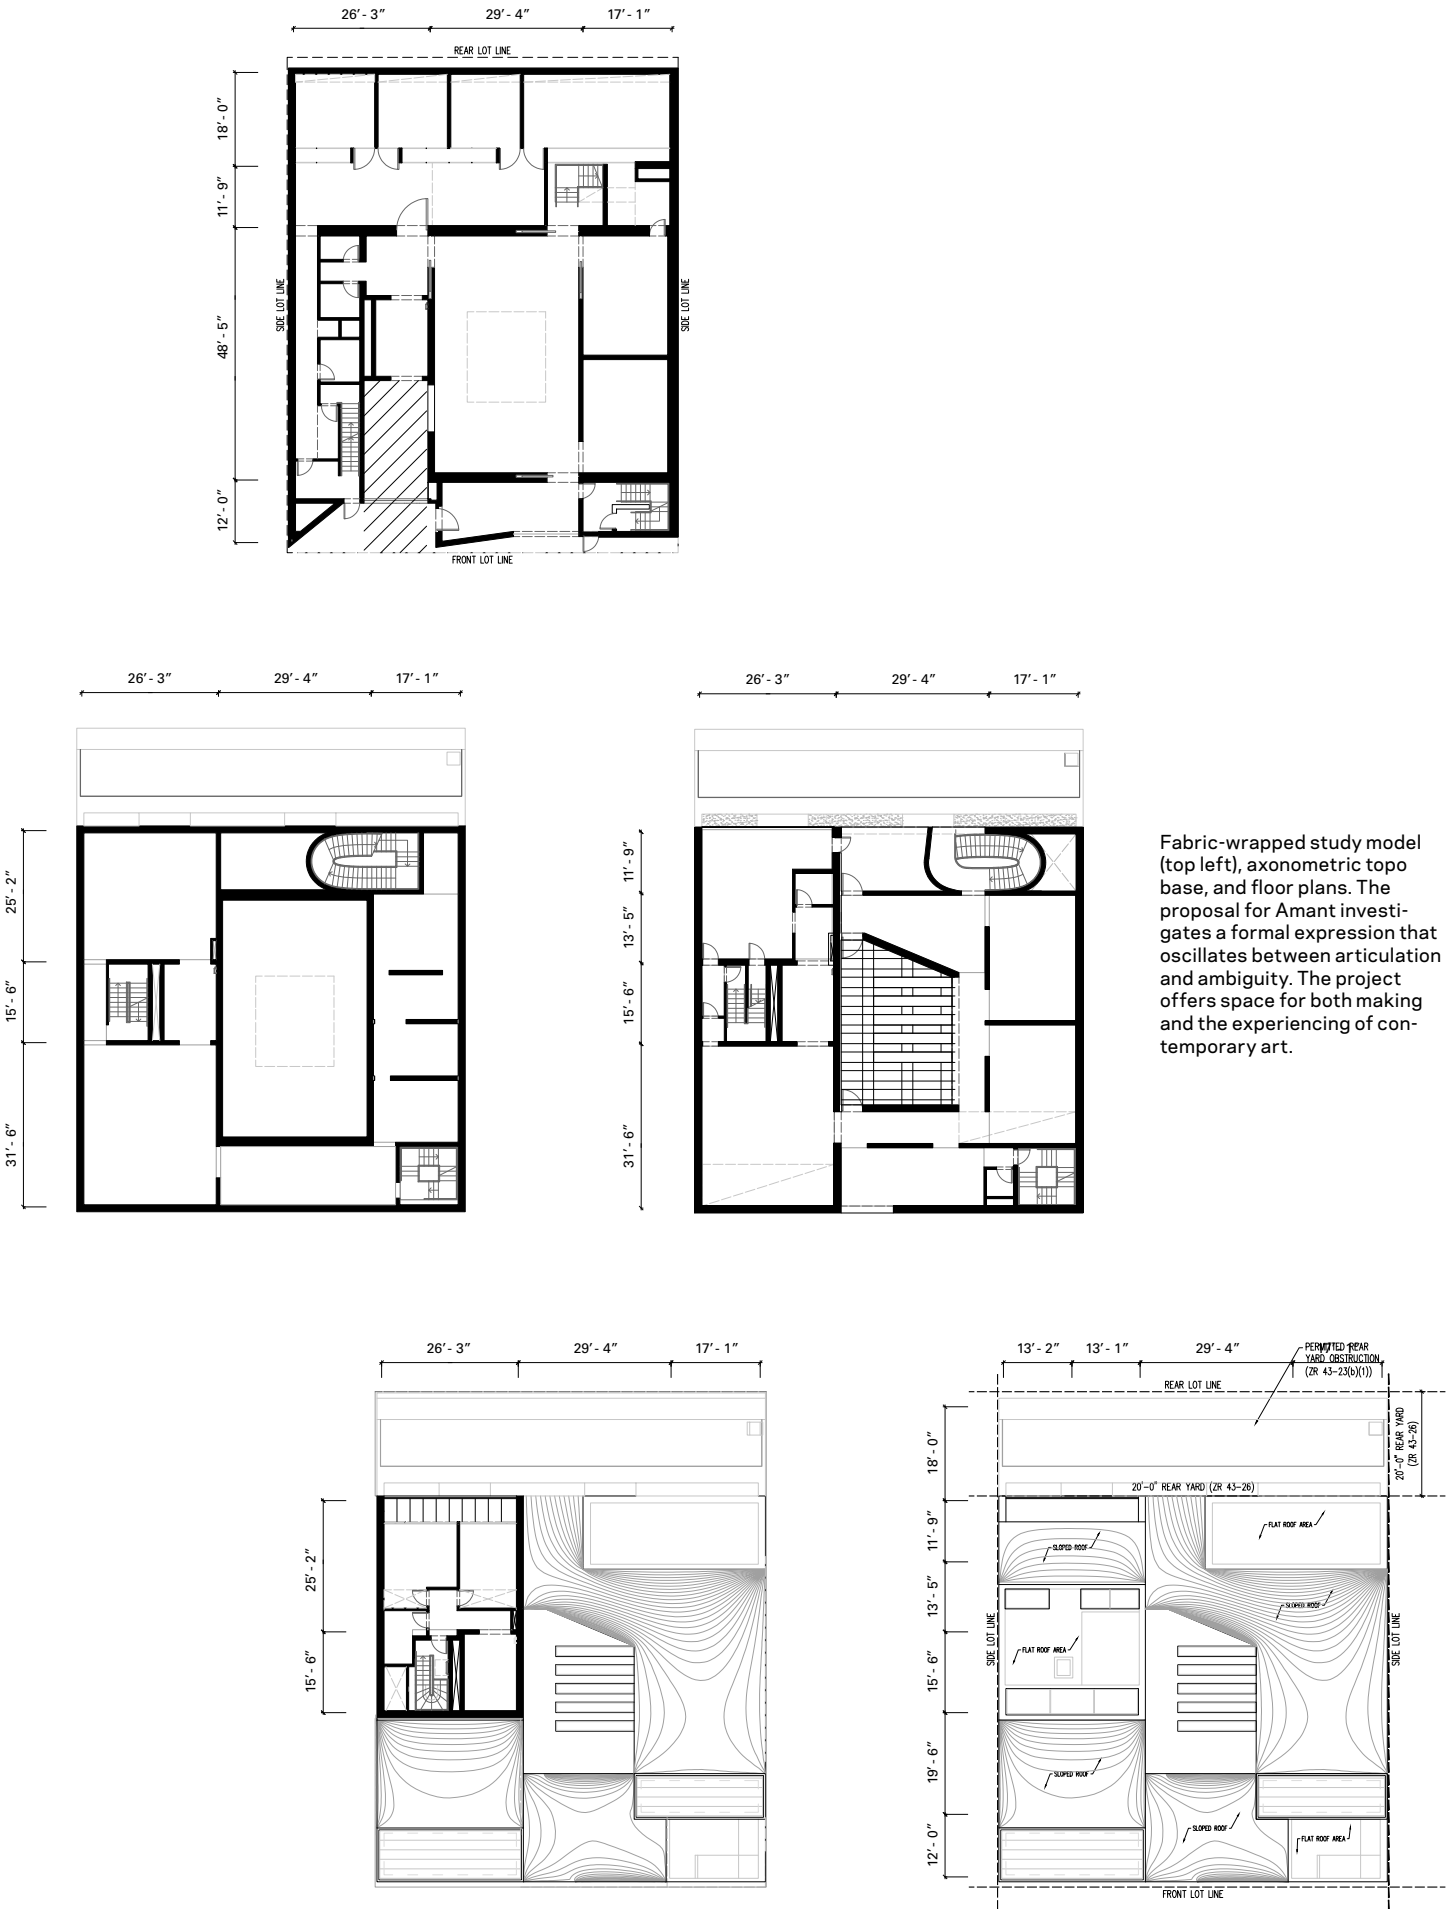 26′- 3″
29′- 4″
17′- 1″
REAR LOT LINE
18′- 0″
11′- 9″
48′- 5″
12′- 0″
SIDE LOT LINE
SIDE LOT LINE
FRONT LOT LINE
26′- 3″
29′- 4″
17′- 1″
25′- 2″
15′- 6″
31′- 6″
26′- 3″
29′- 4″
17′- 1″
11′- 9″
13′- 5″
15′- 6″
31′- 6″
Fabric-wrapped study model
(top left), axonometric topo
base, and floor plans. The
proposal for Amant investi-
gates a formal expression that
oscillates between articulation
and ambiguity. The project
offers space for both making
and the experiencing of con-
temporary art.
26′- 3″
29′- 4″
17′- 1″
25′- 2″
15′- 6″
13′- 2″
13′- 1″
29′- 4″
PERMITTED REAR
YARD OBSTRUCTION
(ZR 43-23(b)(1))
REAR LOT LINE
18′- 0″
11′- 9″
13′- 5″
15′- 6″
19′- 6″
12′- 0″
20'-0" REAR YARD
(ZR 43-26)
20'-0" REAR YARD (ZR 43-26)
FLAT ROOF AREA
SLOPED ROOF
SLOPED ROOF
SIDE LOT LINE
SIDE LOT LINE
FLAT ROOF AREA
SLOPED ROOF
SLOPED ROOF
FLAT ROOF AREA
FRONT LOT LINE